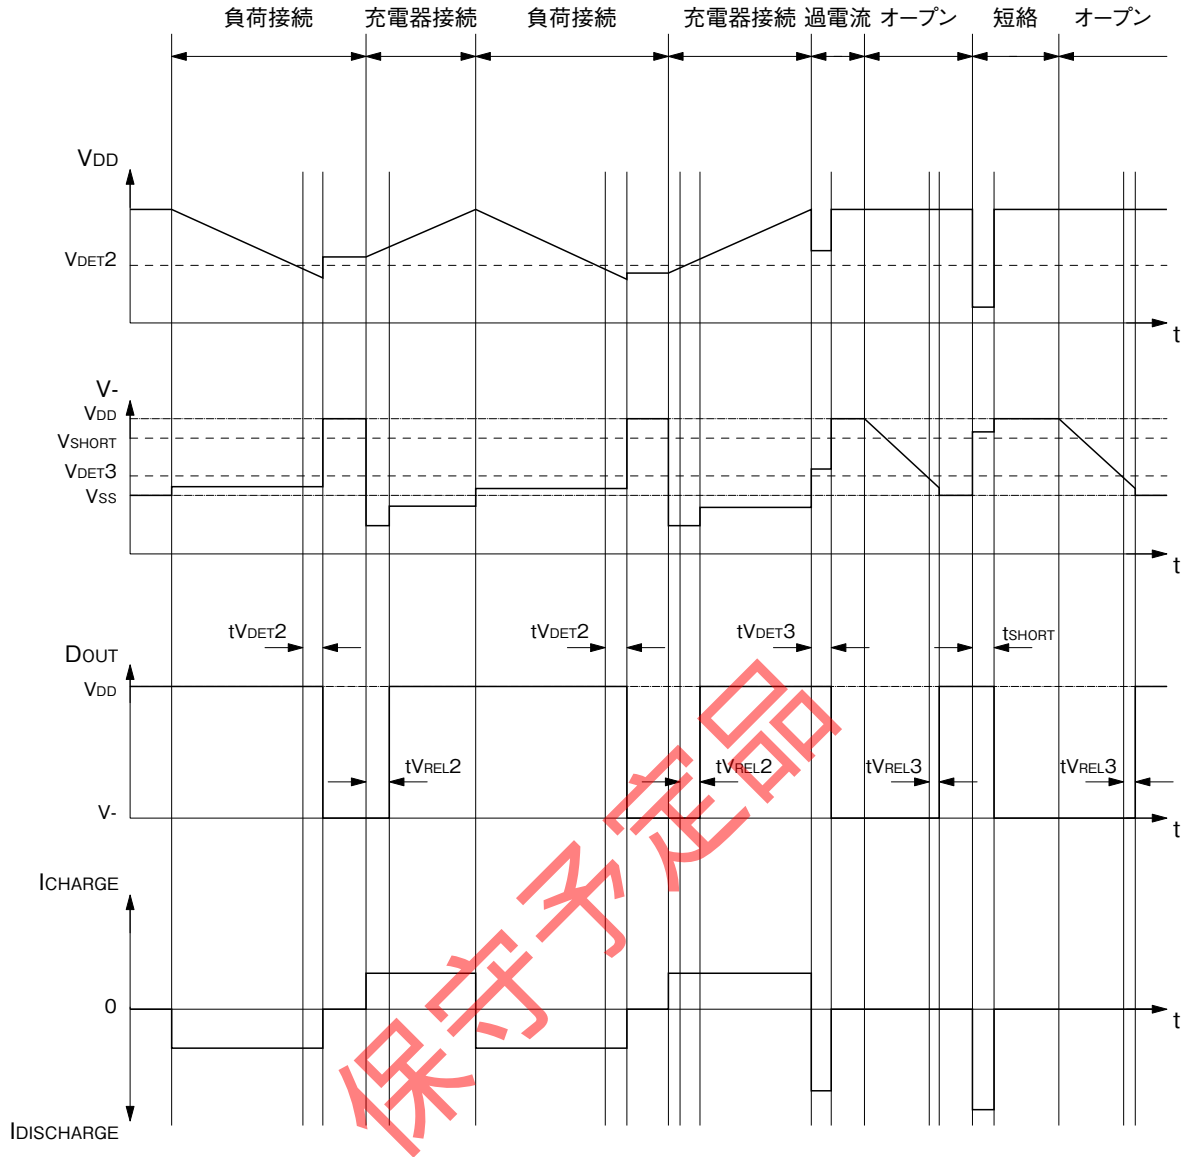 負荷接続 充電器接続 負荷接続 充電器接続 過電流 オープン 短絡 オープン
VDD
VDET2
t
V-
VDD
VSHORT
VDET3
VSS
t
tVDET2 tVDET2 tVDET3 tSHORT
DOUT
VDD
tVREL2 tVREL2 tVREL3 tVREL3
V-
t
ICHARGE
0
t
IDISCHARGE
保守予定品